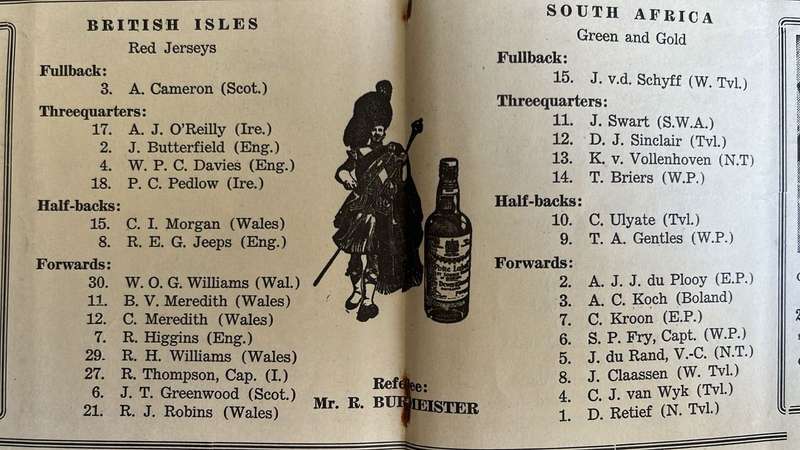 BRITISH ISLES
Red Jerseys
Fullback:
3. A. Cameron (Scot.)
Threequarters:
17. A. J. O'Reilly (Ire.)
2. J. Butterfield (Eng.)
4. W. P. C. Davies (Eng.)
18. P. C. Pedlow (Ire.)
Half-backs:
15. C. I. Morgan (Wales)
8. R. E. G. Jeeps (Eng.)
Forwards:
30. W. O. G. Williams (Wal.)
11. B. V. Meredith (Wales)
12. C. Meredith (Wales)
7. R. Higgins (Eng.)
29. R. H. Williams (Wales)
27. R. Thompson, Cap. (I.)
6. J. T. Greenwood (Scot.)
21. R. J. Robins (Wales)
Referee:
Mr. R. BURMEISTER
SOUTH AFRICA
Green and Gold
Fullback:
15. J. v.d. Schyff (W. Tvl.)
Threequarters:
11. J. Swart (S.W.A.)
12. D. J. Sinclair (Tvl.)
13. K. v. Vollenhoven (N.T)
14. T. Briers (W.P.)
Half-backs:
10. C. Ulyate (Tvl.)
9. T. A. Gentles (W.P.)
Forwards:
2. A. J. J. du Plooy (E.P.)
3. A. C. Koch (Boland)
7. C. Kroon (E.P.)
6. S. P. Fry, Capt. (W.P.)
5. J. du Rand, V.-C. (N.T.)
8. J. Claassen (W. Tvl.)
4. C. J. van Wyk (Tvl.)
1. D. Retief (N. Tvl.)